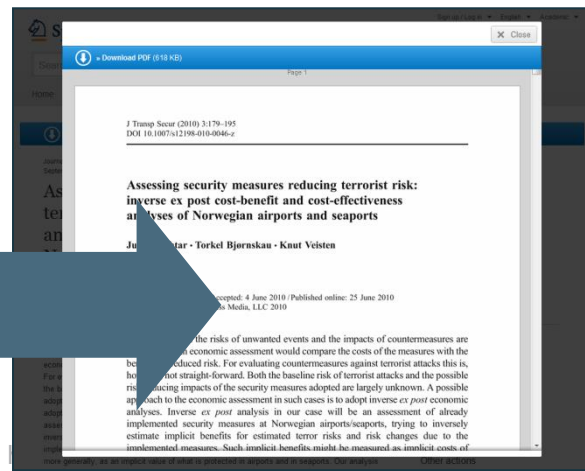 Sign up / Log in English Academic
Close
» Download PDF (618 KB)
Page 1
Home
J Transp Secur (2010) 3:179–195
DOI 10.1007/s12198-010-0046-z
Assessing security measures reducing terrorist risk:
inverse ex post cost-benefit and cost-effectiveness
analyses of Norwegian airports and seaports
tar · Torkel Bjørnskau · Knut Veisten
accepted: 4 June 2010 / Published online: 25 June 2010
Media, LLC 2010
the risks of unwanted events and the impacts of countermeasures are
economic assessment would compare the costs of the measures with the
reduced risk. For evaluating countermeasures against terrorist attacks this is,
not straight-forward. Both the baseline risk of terrorist attacks and the possible
risk reducing impacts of the security measures adopted are largely unknown. A possible
approach to the economic assessment in such cases is to adopt inverse ex post economic
analyses. Inverse ex post analysis in our case will be an assessment of already
implemented security measures at Norwegian airports/seaports, trying to inversely
estimate implicit benefits for estimated terror risks and risk changes due to the
implemented measures. Such implicit benefits might be measured as implicit costs of
more generally, as an implicit value of what is protected in airports and in seaports. Our analysis
Other actions